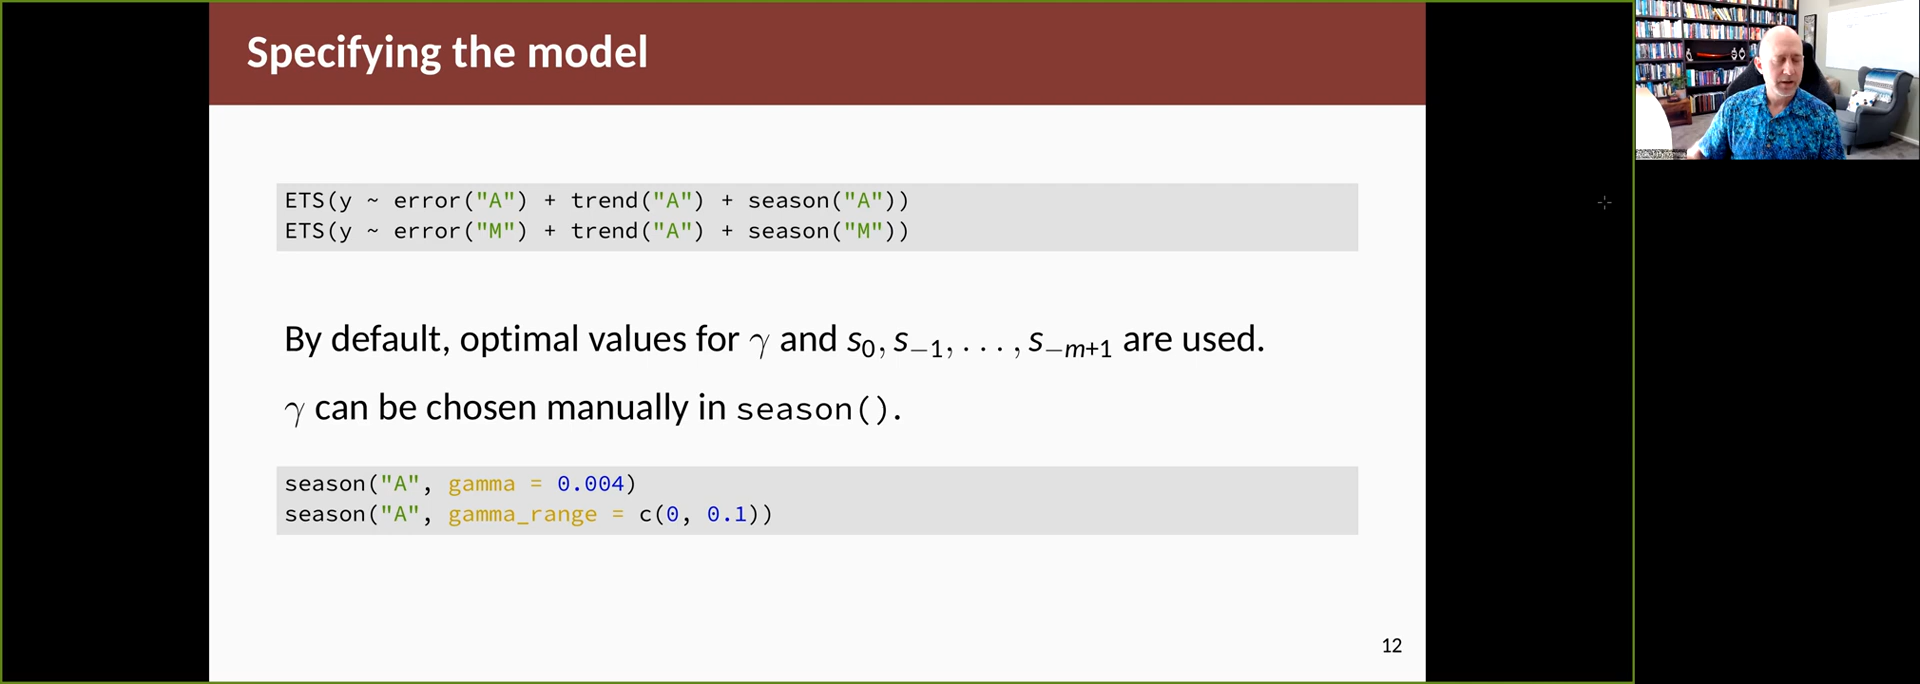 Specifying the model
ETS(y ~ error("A") + trend("A") + season("A"))
ETS(y ~ error("M") + trend("A") + season("M"))
By default, optimal values for γ and s₀, s₋₁, . . . , s₋ₘ₊₁ are used.
γ can be chosen manually in season().
season("A", gamma = 0.004)
season("A", gamma_range = c(0, 0.1))
12